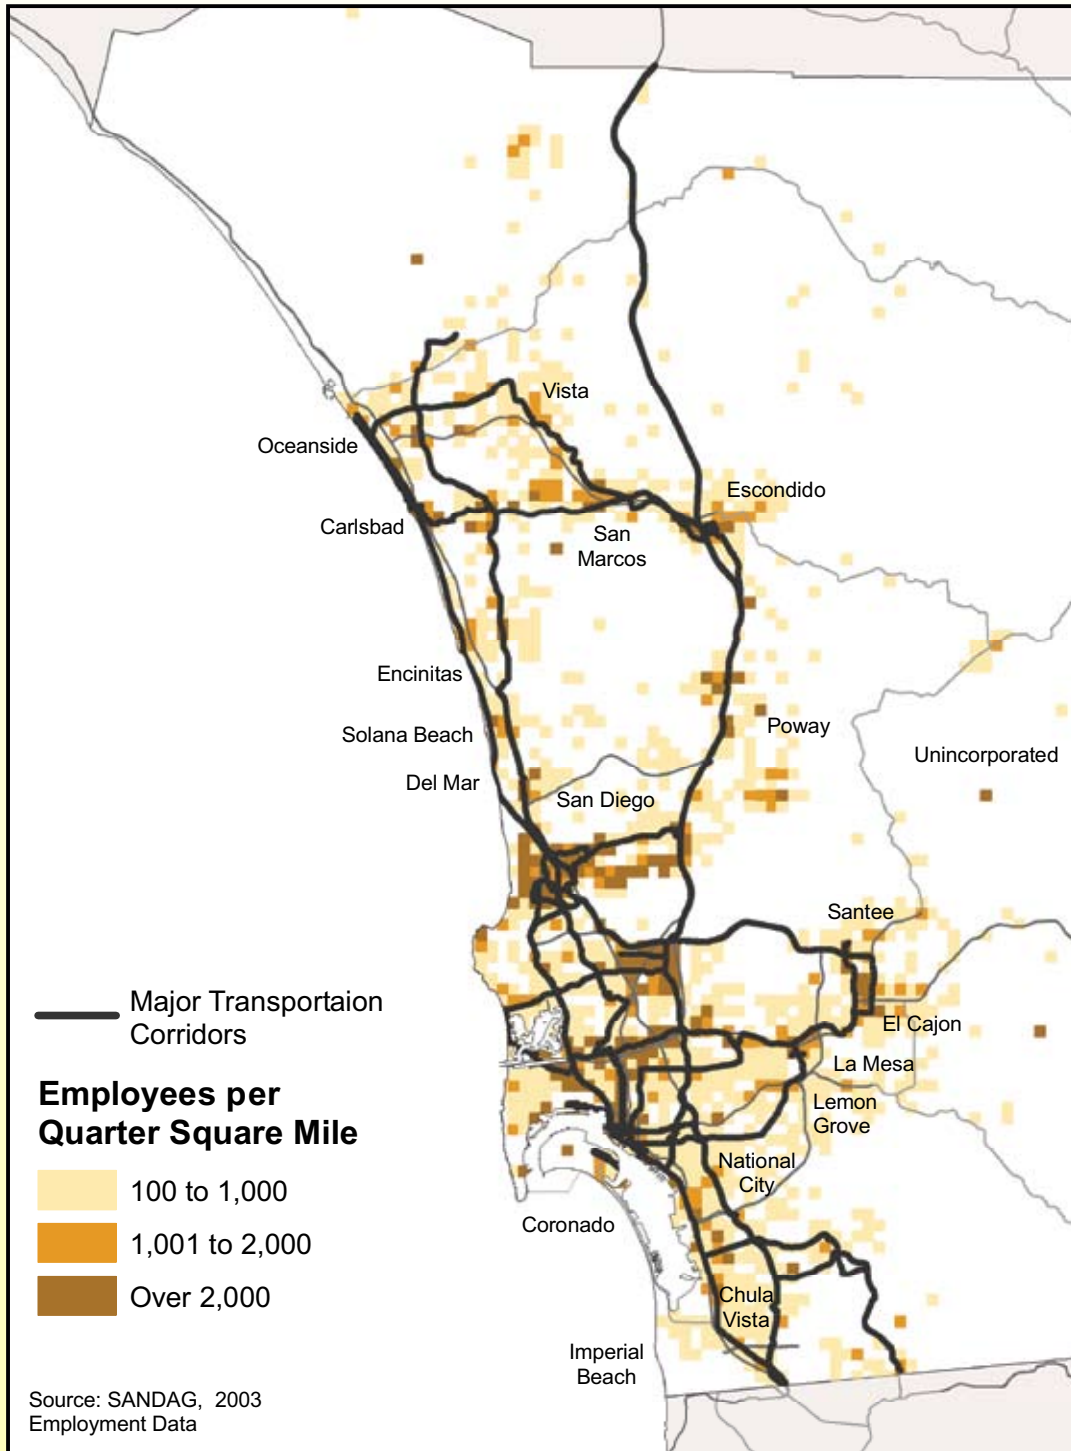 Vista
Oceanside
Escondido
Carlsbad
San
Marcos
Encinitas
Solana Beach
Poway
Unincorporated
Del Mar
San Diego
Santee
Major Transportaion
Corridors
El Cajon
La Mesa
Employees per
Quarter Square Mile
Lemon
Grove
National
City
100 to 1,000
Coronado
1,001 to 2,000
Over 2,000
Chula
Vista
Imperial
Beach
Source: SANDAG, 2003
Employment Data